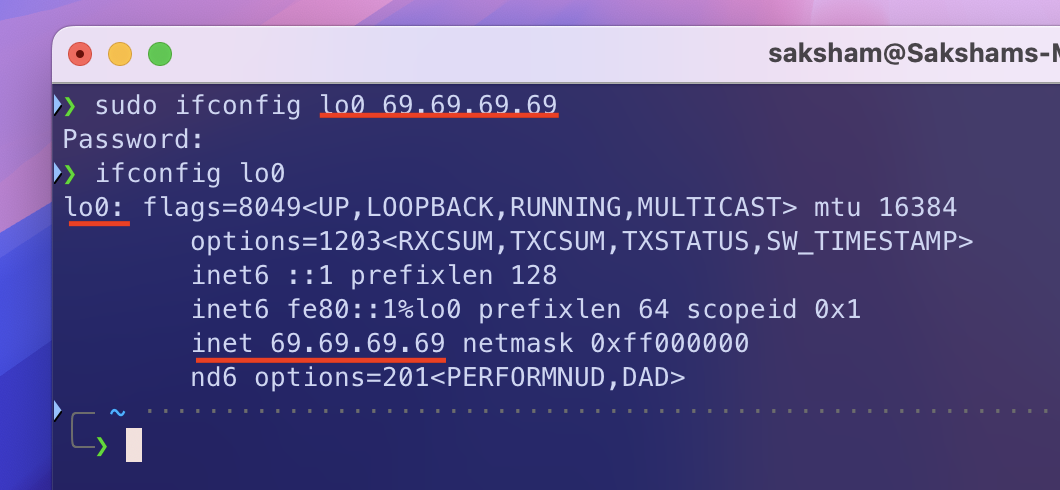 saksham@Sakshams-
❯ sudo ifconfig lo0 69.69.69.69
Password:
❯ ifconfig lo0
lo0: flags=8049<UP,LOOPBACK,RUNNING,MULTICAST> mtu 16384
options=1203<RXCSUM,TXCSUM,TXSTATUS,SW_TIMESTAMP>
inet6 ::1 prefixlen 128
inet6 fe80::1%lo0 prefixlen 64 scopeid 0x1
inet 69.69.69.69 netmask 0xff000000
nd6 options=201<PERFORMNUD,DAD>
~
❯